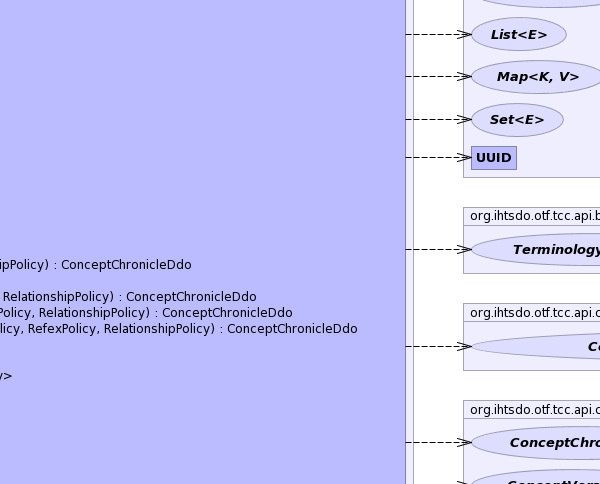 List<E>
Map<K, V>
Set<E>
UUID
org.ihtsdo.otf.tcc.api.b
Terminology
ipPolicy) : ConceptChronicleDdo
RelationshipPolicy) : ConceptChronicleDdo
Policy, RelationshipPolicy) : ConceptChronicleDdo
licy, RefexPolicy, RelationshipPolicy) : ConceptChronicleDdo
org.ihtsdo.otf.tcc.api.c
Co
y>
org.ihtsdo.otf.tcc.api.c
ConceptChro